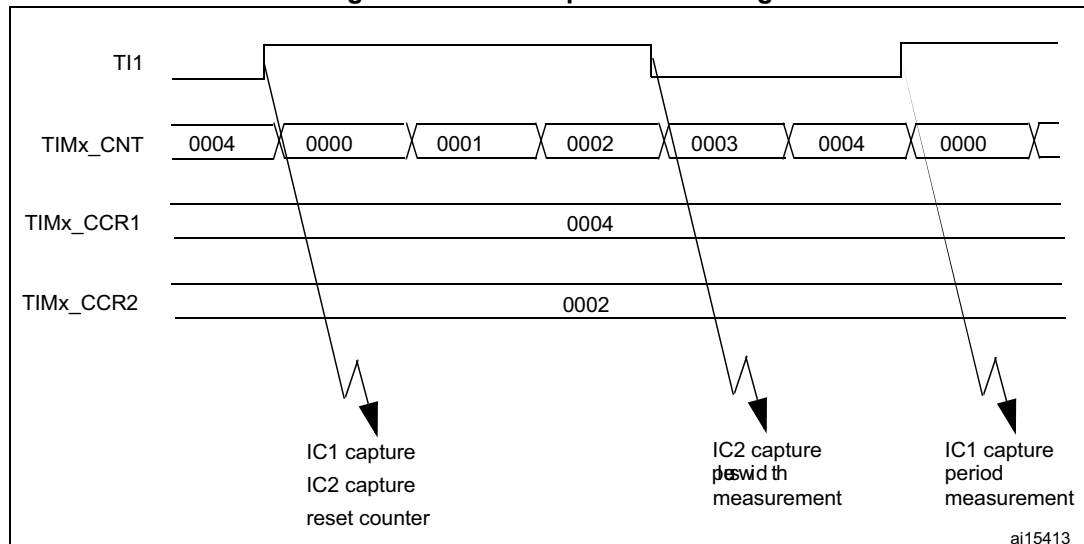 TI1
TIMx_CNT 0004 0000 0001 0002 0003 0004 0000
TIMx_CCR1 0004
TIMx_CCR2 0002
IC1 capture
IC2 capture
reset counter
IC2 capture
measurement
IC1 capture
period
measurement
ai15413